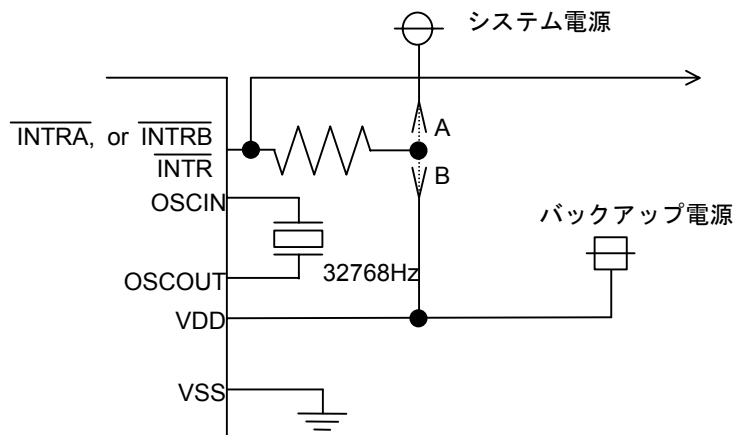 システム電源
A
INTRA, or INTRB
INTR
B
OSCIN
バックアップ電源
32768Hz
OSCOUT
VDD
VSS